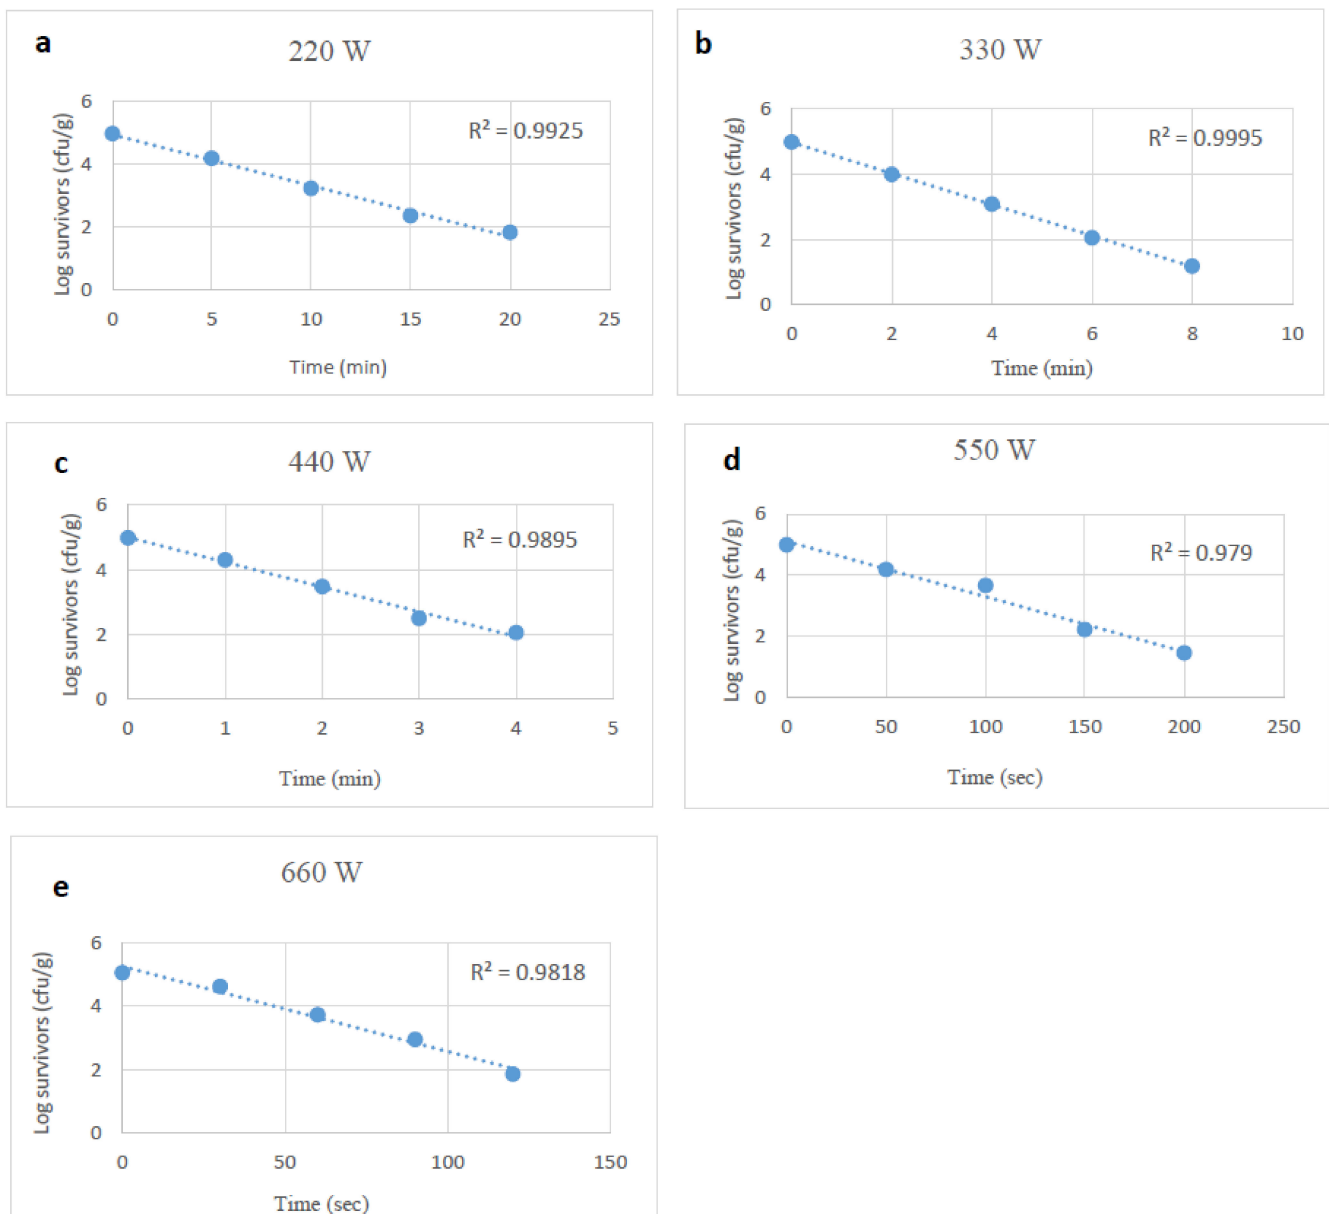 a
220 W
Log survivors (cfu/g)
6
4
2
0
R² = 0.9925
0 5 10 15 20 25
Time (min)
b
330 W
Log survivors (cfu/g)
6
4
2
0
R² = 0.9995
0 2 4 6 8 10
Time (min)
c
440 W
Log survivors (cfu/g)
6
4
2
0
R² = 0.9895
0 1 2 3 4 5
Time (min)
d
550 W
Log survivors (cfu/g)
6
4
2
0
R² = 0.979
0 50 100 150 200 250
Time (sec)
e
660 W
Log survivors (cfu/g)
6
4
2
0
R² = 0.9818
0 50 100 150
Time (sec)